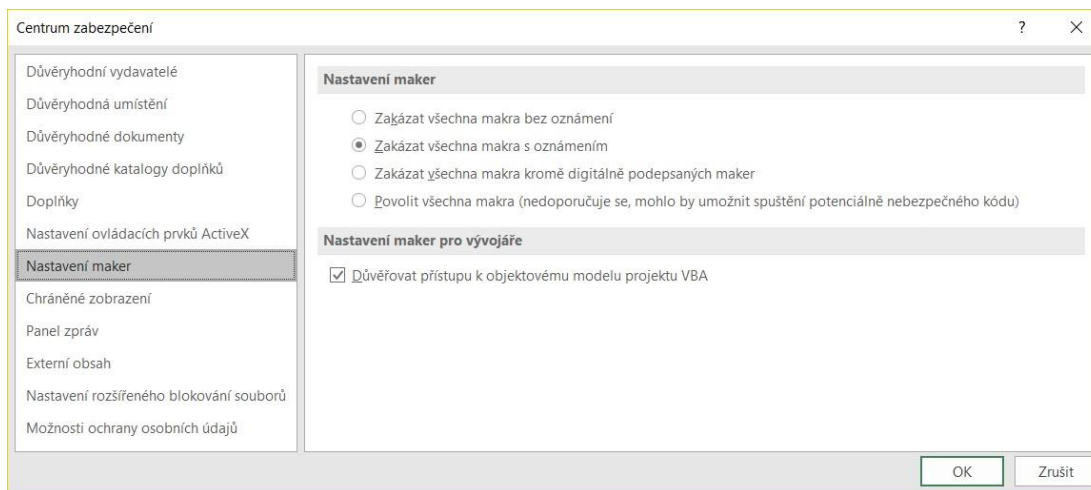 Centrum zabezpečení
?
Důvěryhodní vydavatelé
Důvěryhodná umístění
Důvěryhodné dokumenty
Důvěryhodné katalogy doplňků
Doplňky
Nastavení ovládacích prvků ActiveX
Nastavení maker
Chráněné zobrazení
Panel zpráv
Externí obsah
Nastavení rozšířeného blokování souborů
Možnosti ochrany osobních údajů
Nastavení maker
Zakázat všechna makra bez oznámení
Zakázat všechna makra s oznámením
Zakázat všechna makra kromě digitálně podepsaných maker
Povolit všechna makra (nedoporučuje se, mohlo by umožnit spuštění potenciálně nebezpečného kódu)
Nastavení maker pro vývojáře
Důvěřovat přístupu k objektovému modelu projektu VBA
OK
Zrušit